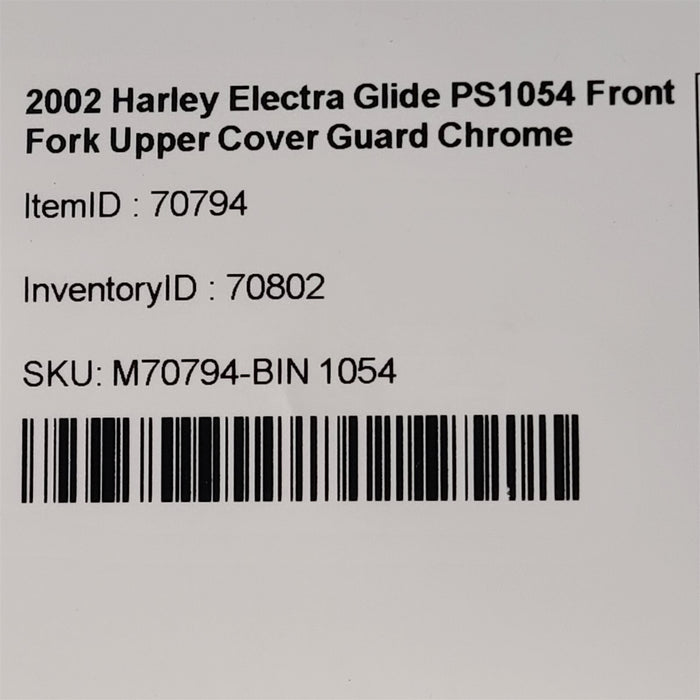 2002 Harley Electra Glide PS1054 Front
Fork Upper Cover Guard Chrome
ItemID : 70794
InventoryID : 70802
SKU: M70794-BIN 1054